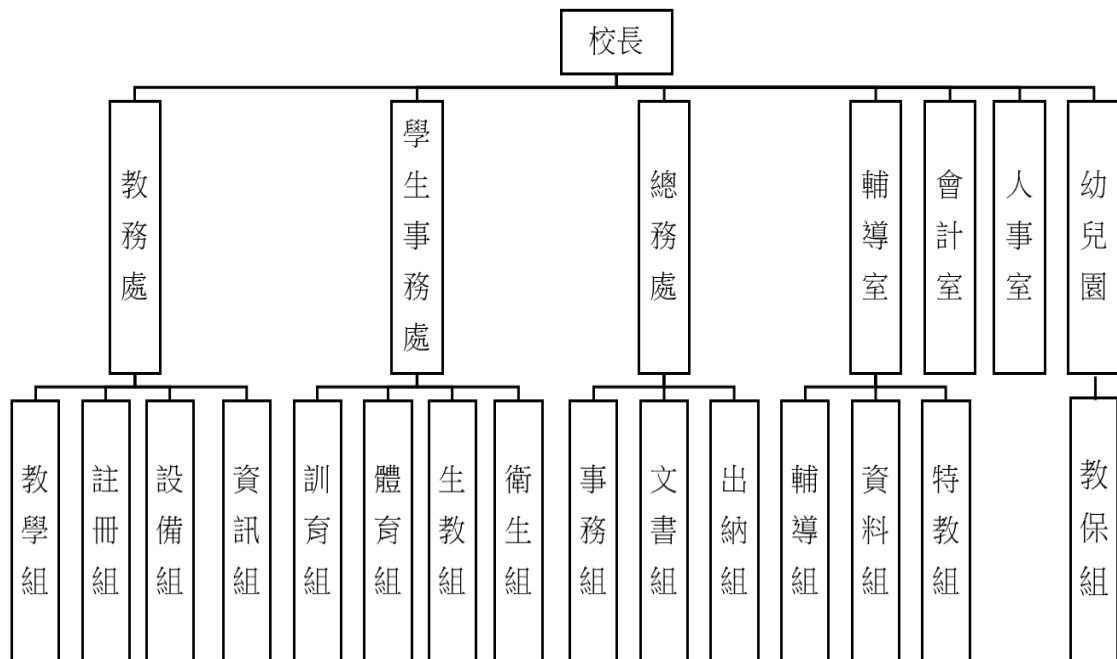 校長
教務處
學生事務處
總務處
輔導室
會計室
人事室
幼兒園
教學組
註冊組
設備組
資訊組
訓育組
體育組
生教組
衛生組
事務組
文書組
出納組
輔導組
資料組
特教組
教保組